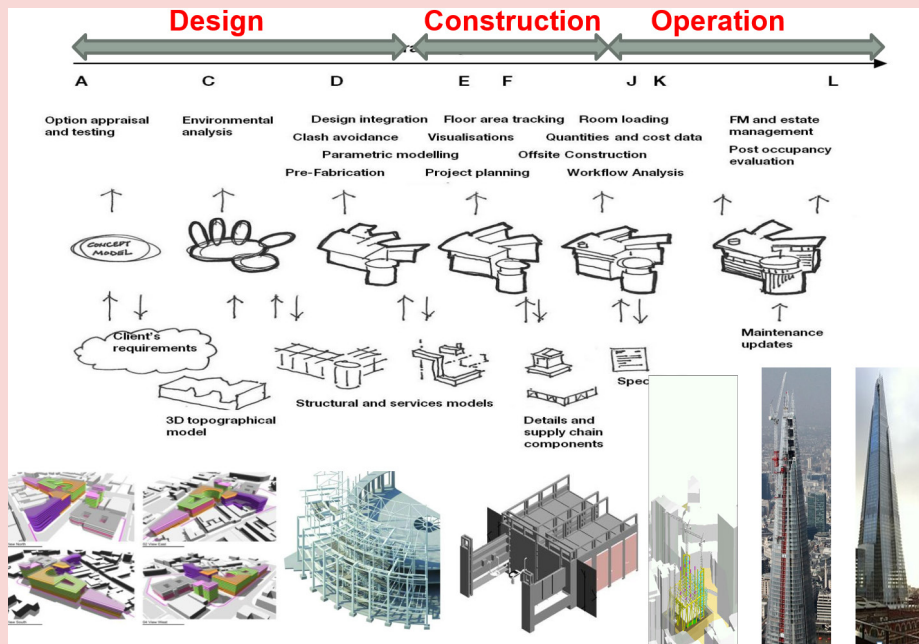 Design
Construction
Operation
A
C
D
E
F
J
K
L
Option appraisal
and testing
Environmental
analysis
Design integration
Floor area tracking
Room loading
Clash avoidance
Visualisations
Quantities and cost data
Parametric modelling
Offsite Construction
Pre-Fabrication
Project planning
Workflow Analysis
FM and estate
management
Post occupancy
evaluation
CONCEPT
MODEL
Client's
requirements
3D topographical
model
Structural and services models
Details and
supply chain
components
Spec
Maintenance
updates